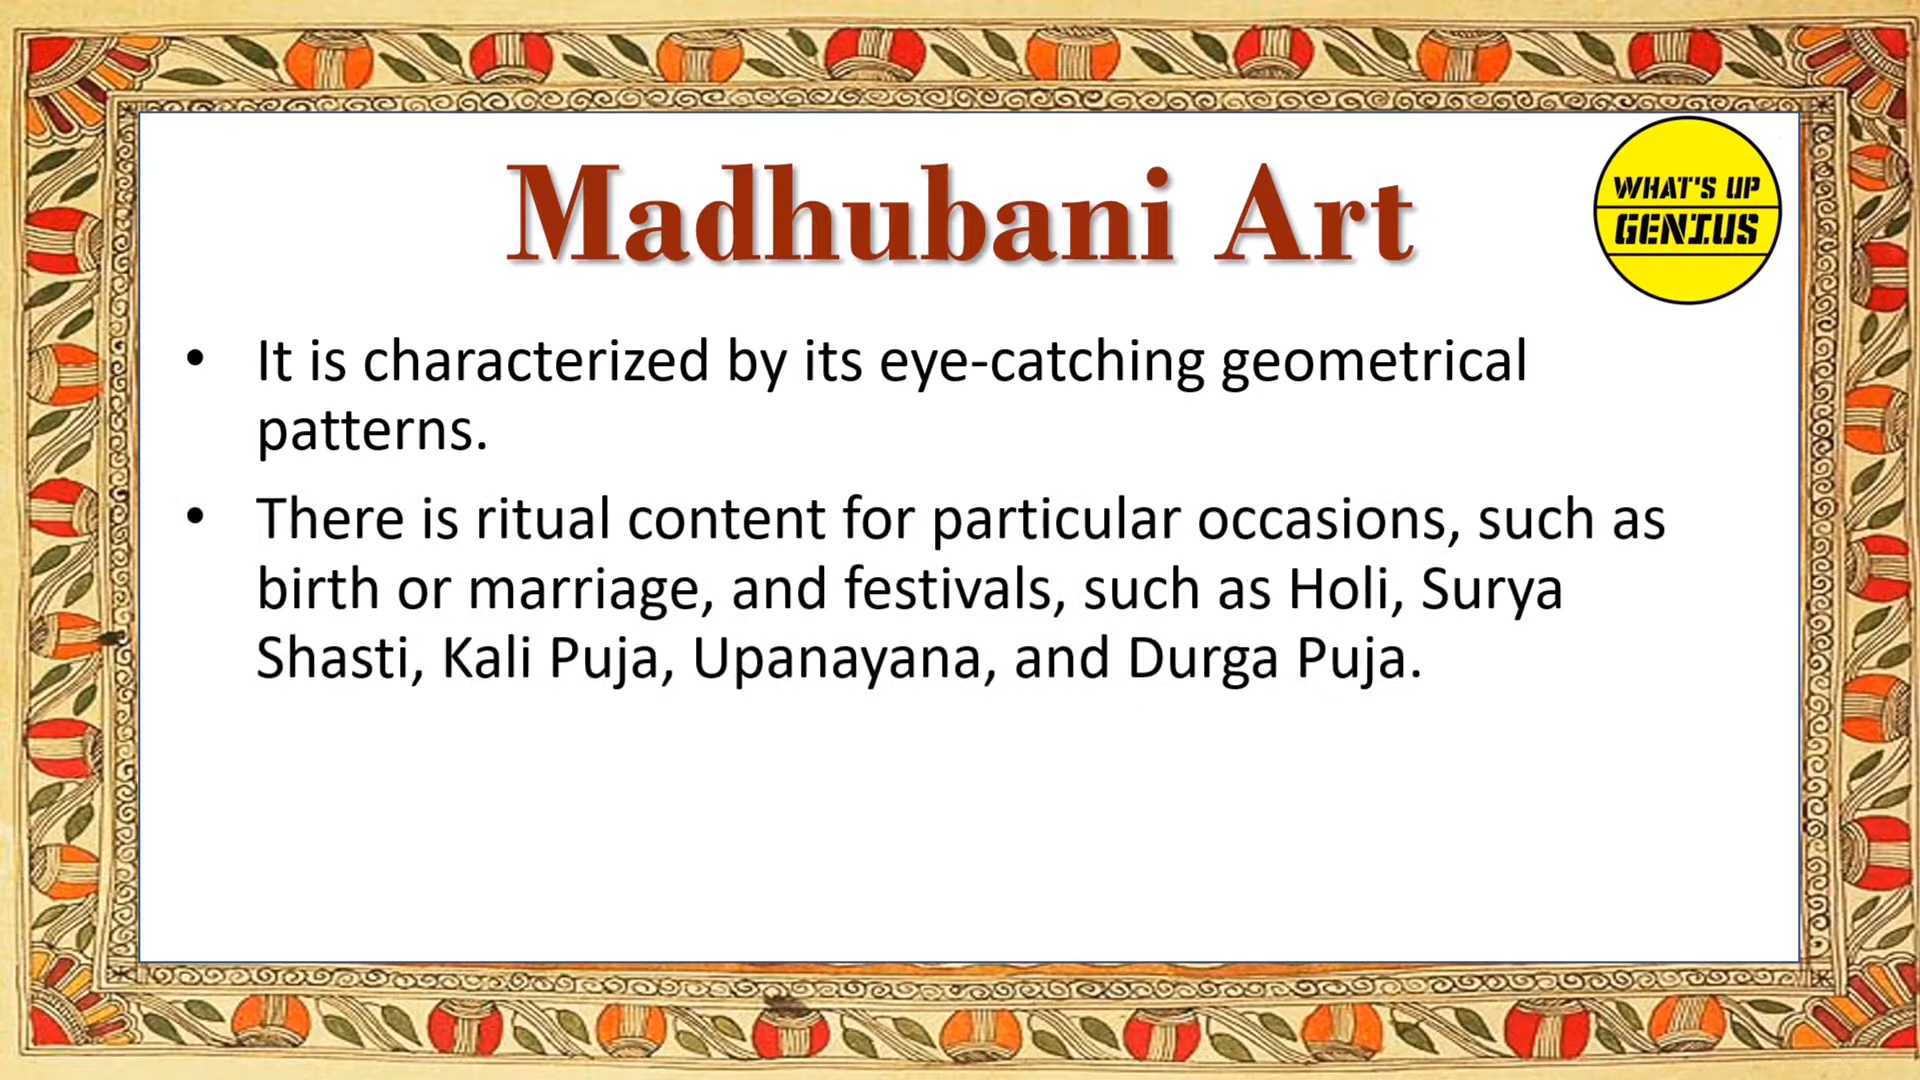 Madhubani Art
WHAT'S UP
GENIUS
• It is characterized by its eye-catching geometrical
patterns.
• There is ritual content for particular occasions, such as
birth or marriage, and festivals, such as Holi, Surya
Shasti, Kali Puja, Upanayana, and Durga Puja.